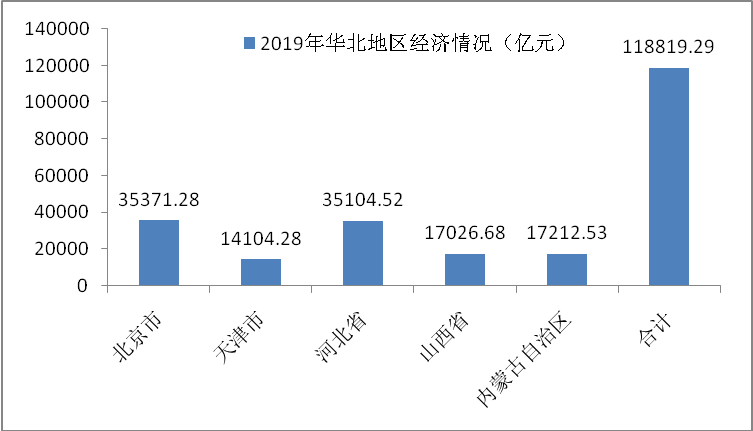 2019年华北地区经济情况（亿元）
140000
120000
100000
80000
60000
40000
20000
0
35371.28
14104.28
35104.52
17026.68
17212.53
118819.29
北京市
天津市
河北省
山西省
内蒙古自治区
合计